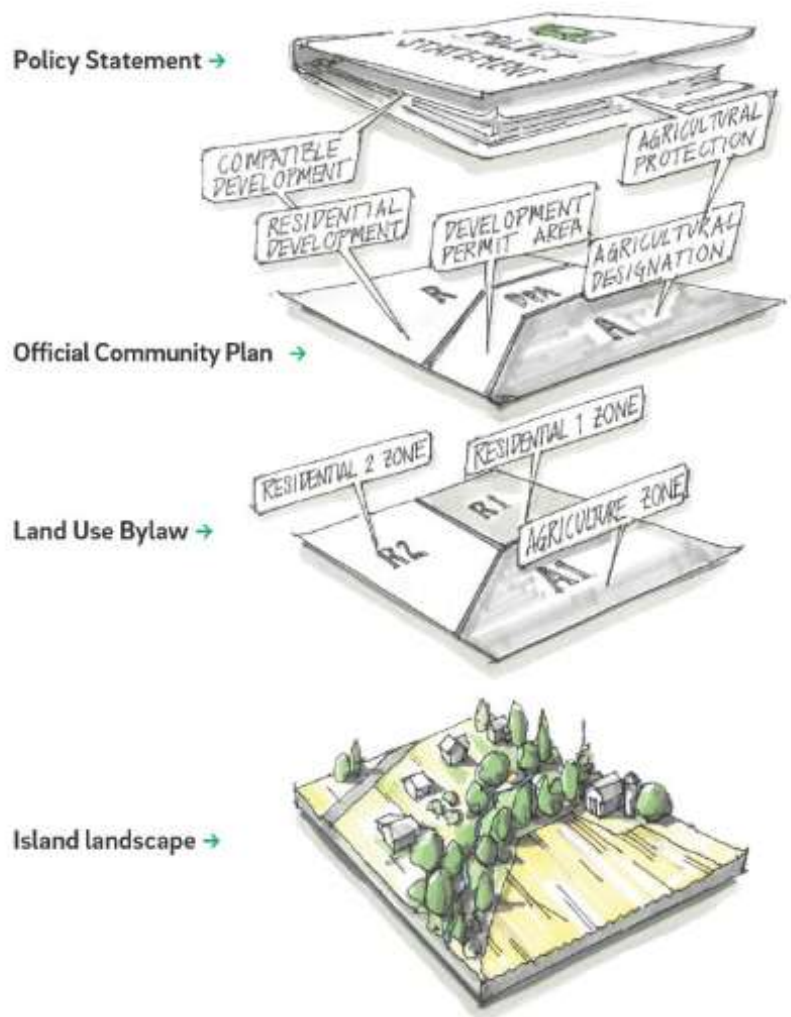 Policy Statement →
POLICY
STATEMENT
COMPATIBLE
DEVELOPMENT
AGRICULTURAL
PROTECTION
RESIDENTIAL
DEVELOPMENT
DEVELOPMENT
PERMIT AREA
AGRICULTURAL
DESIGNATION
R
DPA
A
Official Community Plan →
RESIDENTIAL 2 ZONE
RESIDENTIAL 1 ZONE
R1
AGRICULTURE ZONE
Land Use Bylaw →
R2
A1
Island landscape →